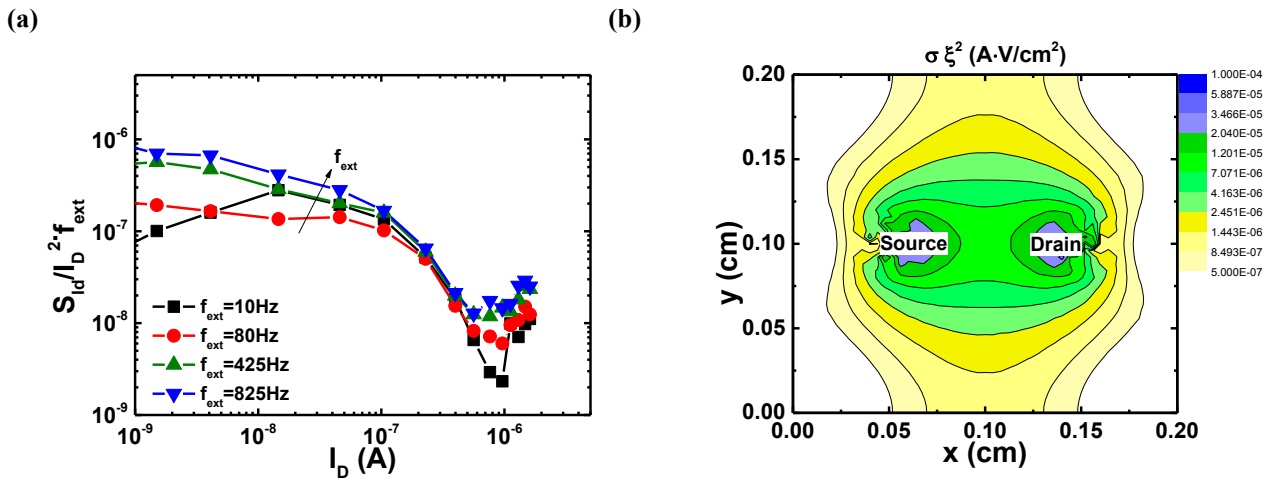 (a)
(b)
S_Id/I_D^2*f_ext
10^-6
10^-7
10^-8
10^-9
f_ext
f_ext=10Hz
f_ext=80Hz
f_ext=425Hz
f_ext=825Hz
10^-9 10^-8 10^-7 10^-6
I_D (A)
σ ξ² (A·V/cm²)
y (cm)
0.20
0.15
0.10
0.05
0.00
Source Drain
0.00 0.05 0.10 0.15 0.20
x (cm)
1.000E-04
5.887E-05
3.466E-05
2.040E-05
1.201E-05
7.071E-06
4.163E-06
2.451E-06
1.443E-06
8.493E-07
5.000E-07